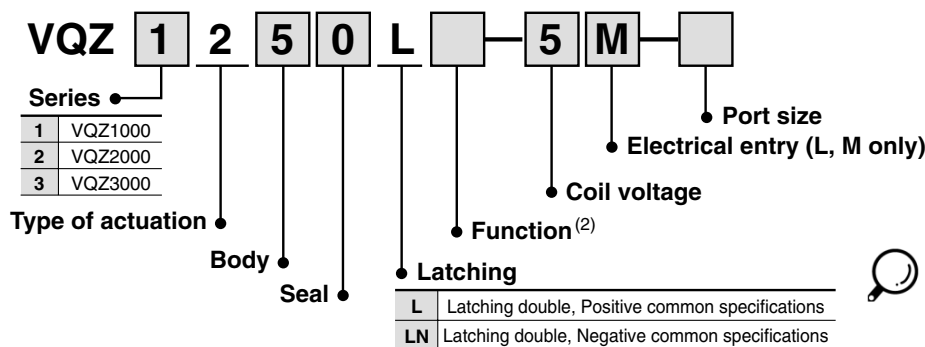 VQZ 1 2 5 0 L — 5 M —
Series
1 VQZ1000
2 VQZ2000
3 VQZ3000
Port size
Electrical entry (L, M only)
Coil voltage
Type of actuation
Function (2)
Body
Latching
Seal
L Latching double, Positive common specifications
LN Latching double, Negative common specifications